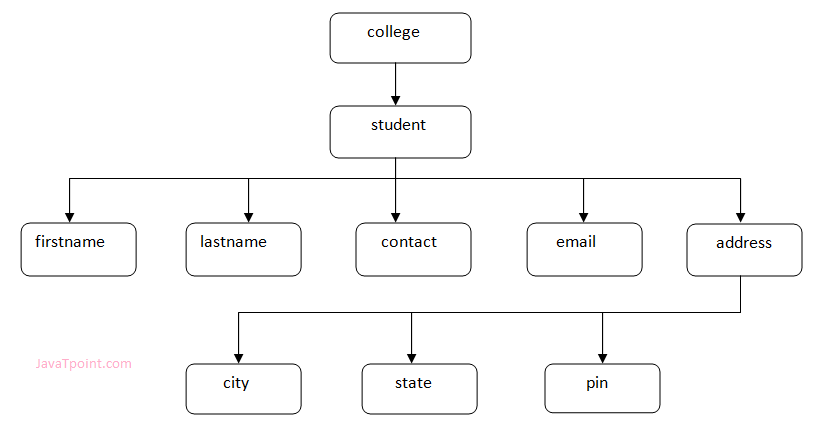 college
student
firstname
lastname
contact
email
address
JavaTpoint.com
city
state
pin